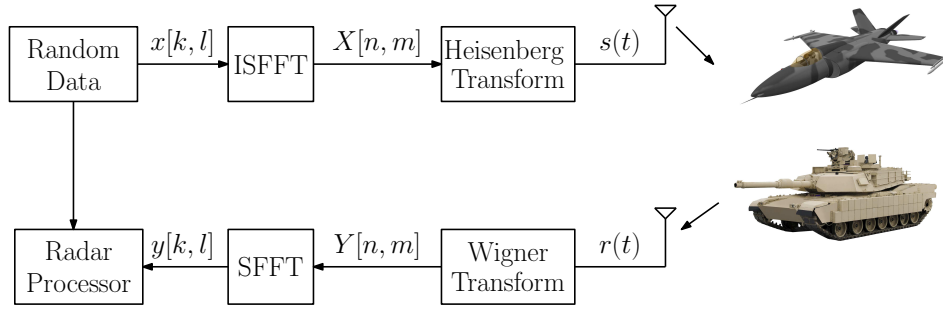 Random
Data
x[k, l]
ISFFT
X[n, m]
Heisenberg
Transform
s(t)
Radar
Processor
y[k, l]
SFFT
Y[n, m]
Wigner
Transform
r(t)